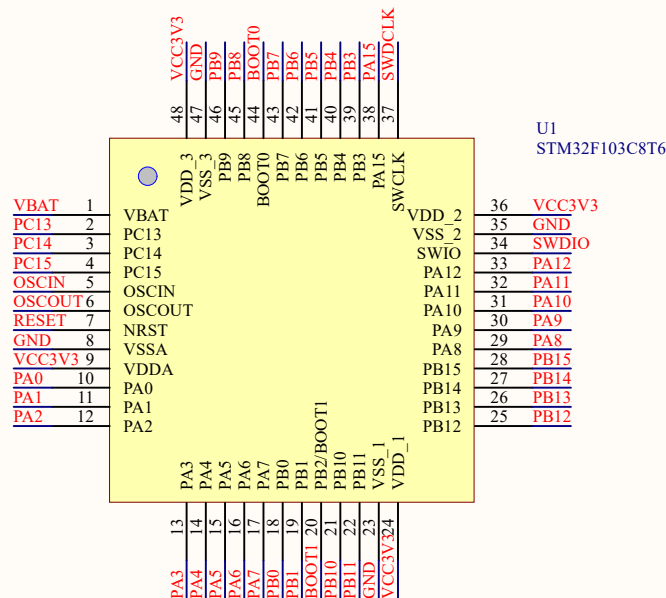 VCC3V3 GND PB9 PB8 BOOT0 PB7 PB6 PB5 PB4 PB3 PA15 SWDCLK
48 47 46 45 44 43 42 41 40 39 38 37
VDD_3 VSS_3 PB9 PB8 BOOT0 PB7 PB6 PB5 PB4 PB3 PA15 SWCLK
U1
STM32F103C8T6
VBAT 1 VBAT
PC13 2 PC13
PC14 3 PC14
PC15 4 PC15
OSCIN 5 OSCIN
OSCOUT 6 OSCOUT
RESET 7 NRST
GND 8 VSSA
VCC3V3 9 VDDA
PA0 10 PA0
PA1 11 PA1
PA2 12 PA2
VDD_2 36 VCC3V3
VSS_2 35 GND
SWIO 34 SWDIO
PA12 33 PA12
PA11 32 PA11
PA10 31 PA10
PA9 30 PA9
PA8 29 PA8
PB15 28 PB15
PB14 27 PB14
PB13 26 PB13
PB12 25 PB12
PA3 PA4 PA5 PA6 PA7 PB0 PB1 PB2/BOOT1 PB10 PB11 VSS_1 VDD_1
13 14 15 16 17 18 19 20 21 22 23 24
PA3 PA4 PA5 PA6 PA7 PB0 PB1 BOOT1 PB10 PB11 GND VCC3V3